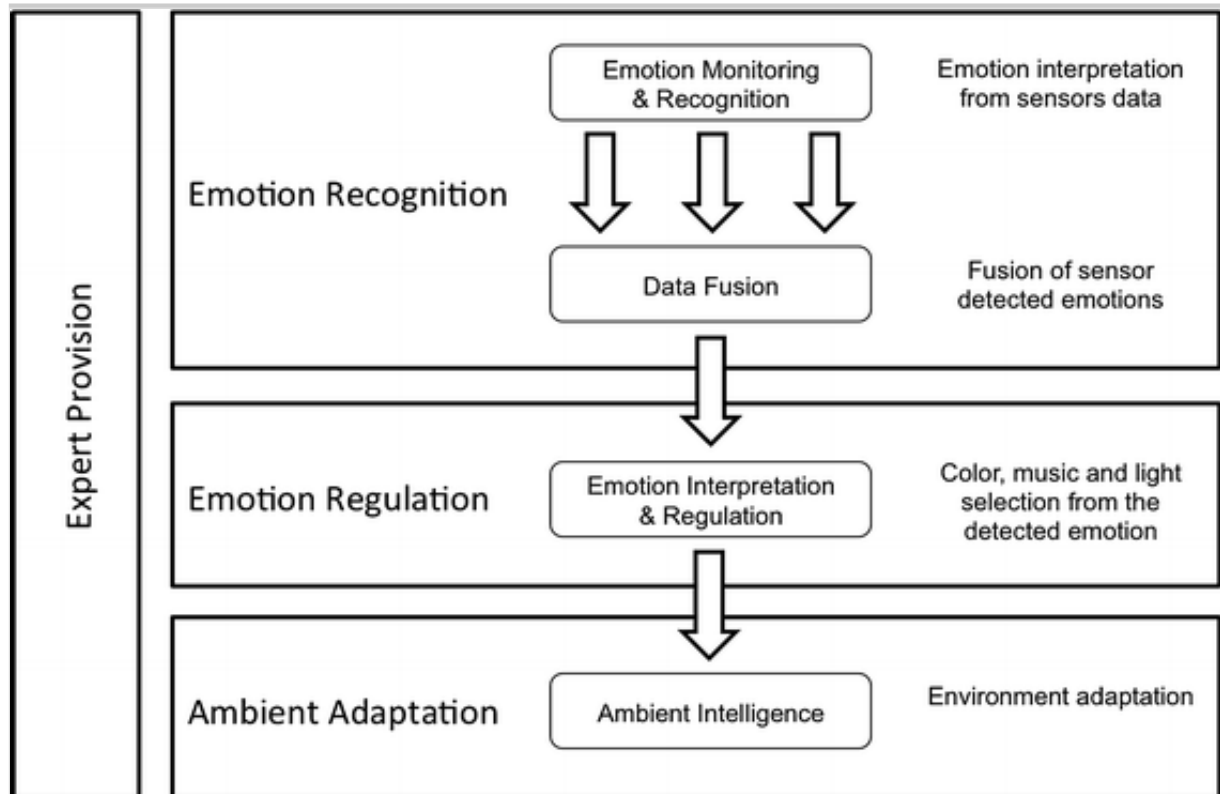 Expert Provision
Emotion Recognition
Emotion Monitoring
& Recognition
Emotion interpretation
from sensors data
Data Fusion
Fusion of sensor
detected emotions
Emotion Regulation
Emotion Interpretation
& Regulation
Color, music and light
selection from the
detected emotion
Ambient Adaptation
Ambient Intelligence
Environment adaptation